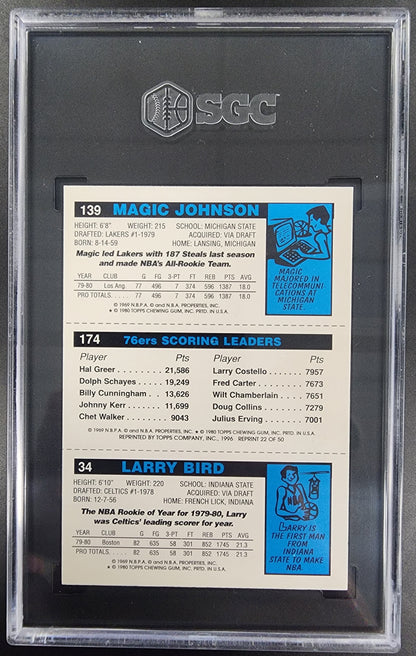 SGC
139 MAGIC JOHNSON
HEIGHT: 6'8" WEIGHT: 215 SCHOOL: MICHIGAN STATE
DRAFTED: LAKERS #1-1979 ACQUIRED: VIA DRAFT
BORN: 8-14-59 HOME: LANSING, MICHIGAN
Magic led Lakers with 187 Steals last season
and made NBA's All-Rookie Team.
YEAR CLUB G FG 3-PT FT REB PTS AVG
79-80 Los Ang. 77 496 7 374 596 1387 18.0
PRO TOTALS. . . . 77 496 7 374 596 1387 18.0
© 1969 N.B.A.P. © and © N.B.A. PROPERTIES, INC.
* © 1980 TOPPS CHEWING GUM, INC. PRTD. IN U.S.A.
MAGIC
MAJORED IN
TELECOMMUNI-
CATIONS AT
MICHIGAN
STATE.
174 76ers SCORING LEADERS
Player Pts Player Pts
Hal Greer 21,586 Larry Costello 7957
Dolph Schayes 19,249 Fred Carter 7673
Billy Cunningham 13,626 Wilt Chamberlain 7651
Johnny Kerr 11,699 Doug Collins 7279
Chet Walker 9043 Julius Erving 7001
© 1969 N.B.A.P. © and © N.B.A. PROPERTIES, INC. * © 1980 TOPPS CHEWING GUM, INC. PRTD. IN U.S.A.
REPRINTED BY TOPPS COMPANY, INC., 1996 REPRINT 22 OF 50
34 LARRY BIRD
HEIGHT: 6'10" WEIGHT: 220 SCHOOL: INDIANA STATE
DRAFTED: CELTICS #1-1978 ACQUIRED: VIA DRAFT
BORN: 12-7-56 HOME: FRENCH LICK, INDIANA
The NBA Rookie of Year for 1979-80, Larry
was Celtics' leading scorer for year.
YEAR CLUB G FG 3-PT FT REB PTS AVG
79-80 Boston 82 635 58 301 852 1745 21.3
PRO TOTALS. . . . 82 635 58 301 852 1745 21.3
© 1969 N.B.A.P. © and © N.B.A. PROPERTIES, INC.
* © 1980 TOPPS CHEWING GUM, INC. PRTD. IN U.S.A.
LARRY IS
THE FIRST MAN
FROM
INDIANA
STATE TO MAKE
NBA.